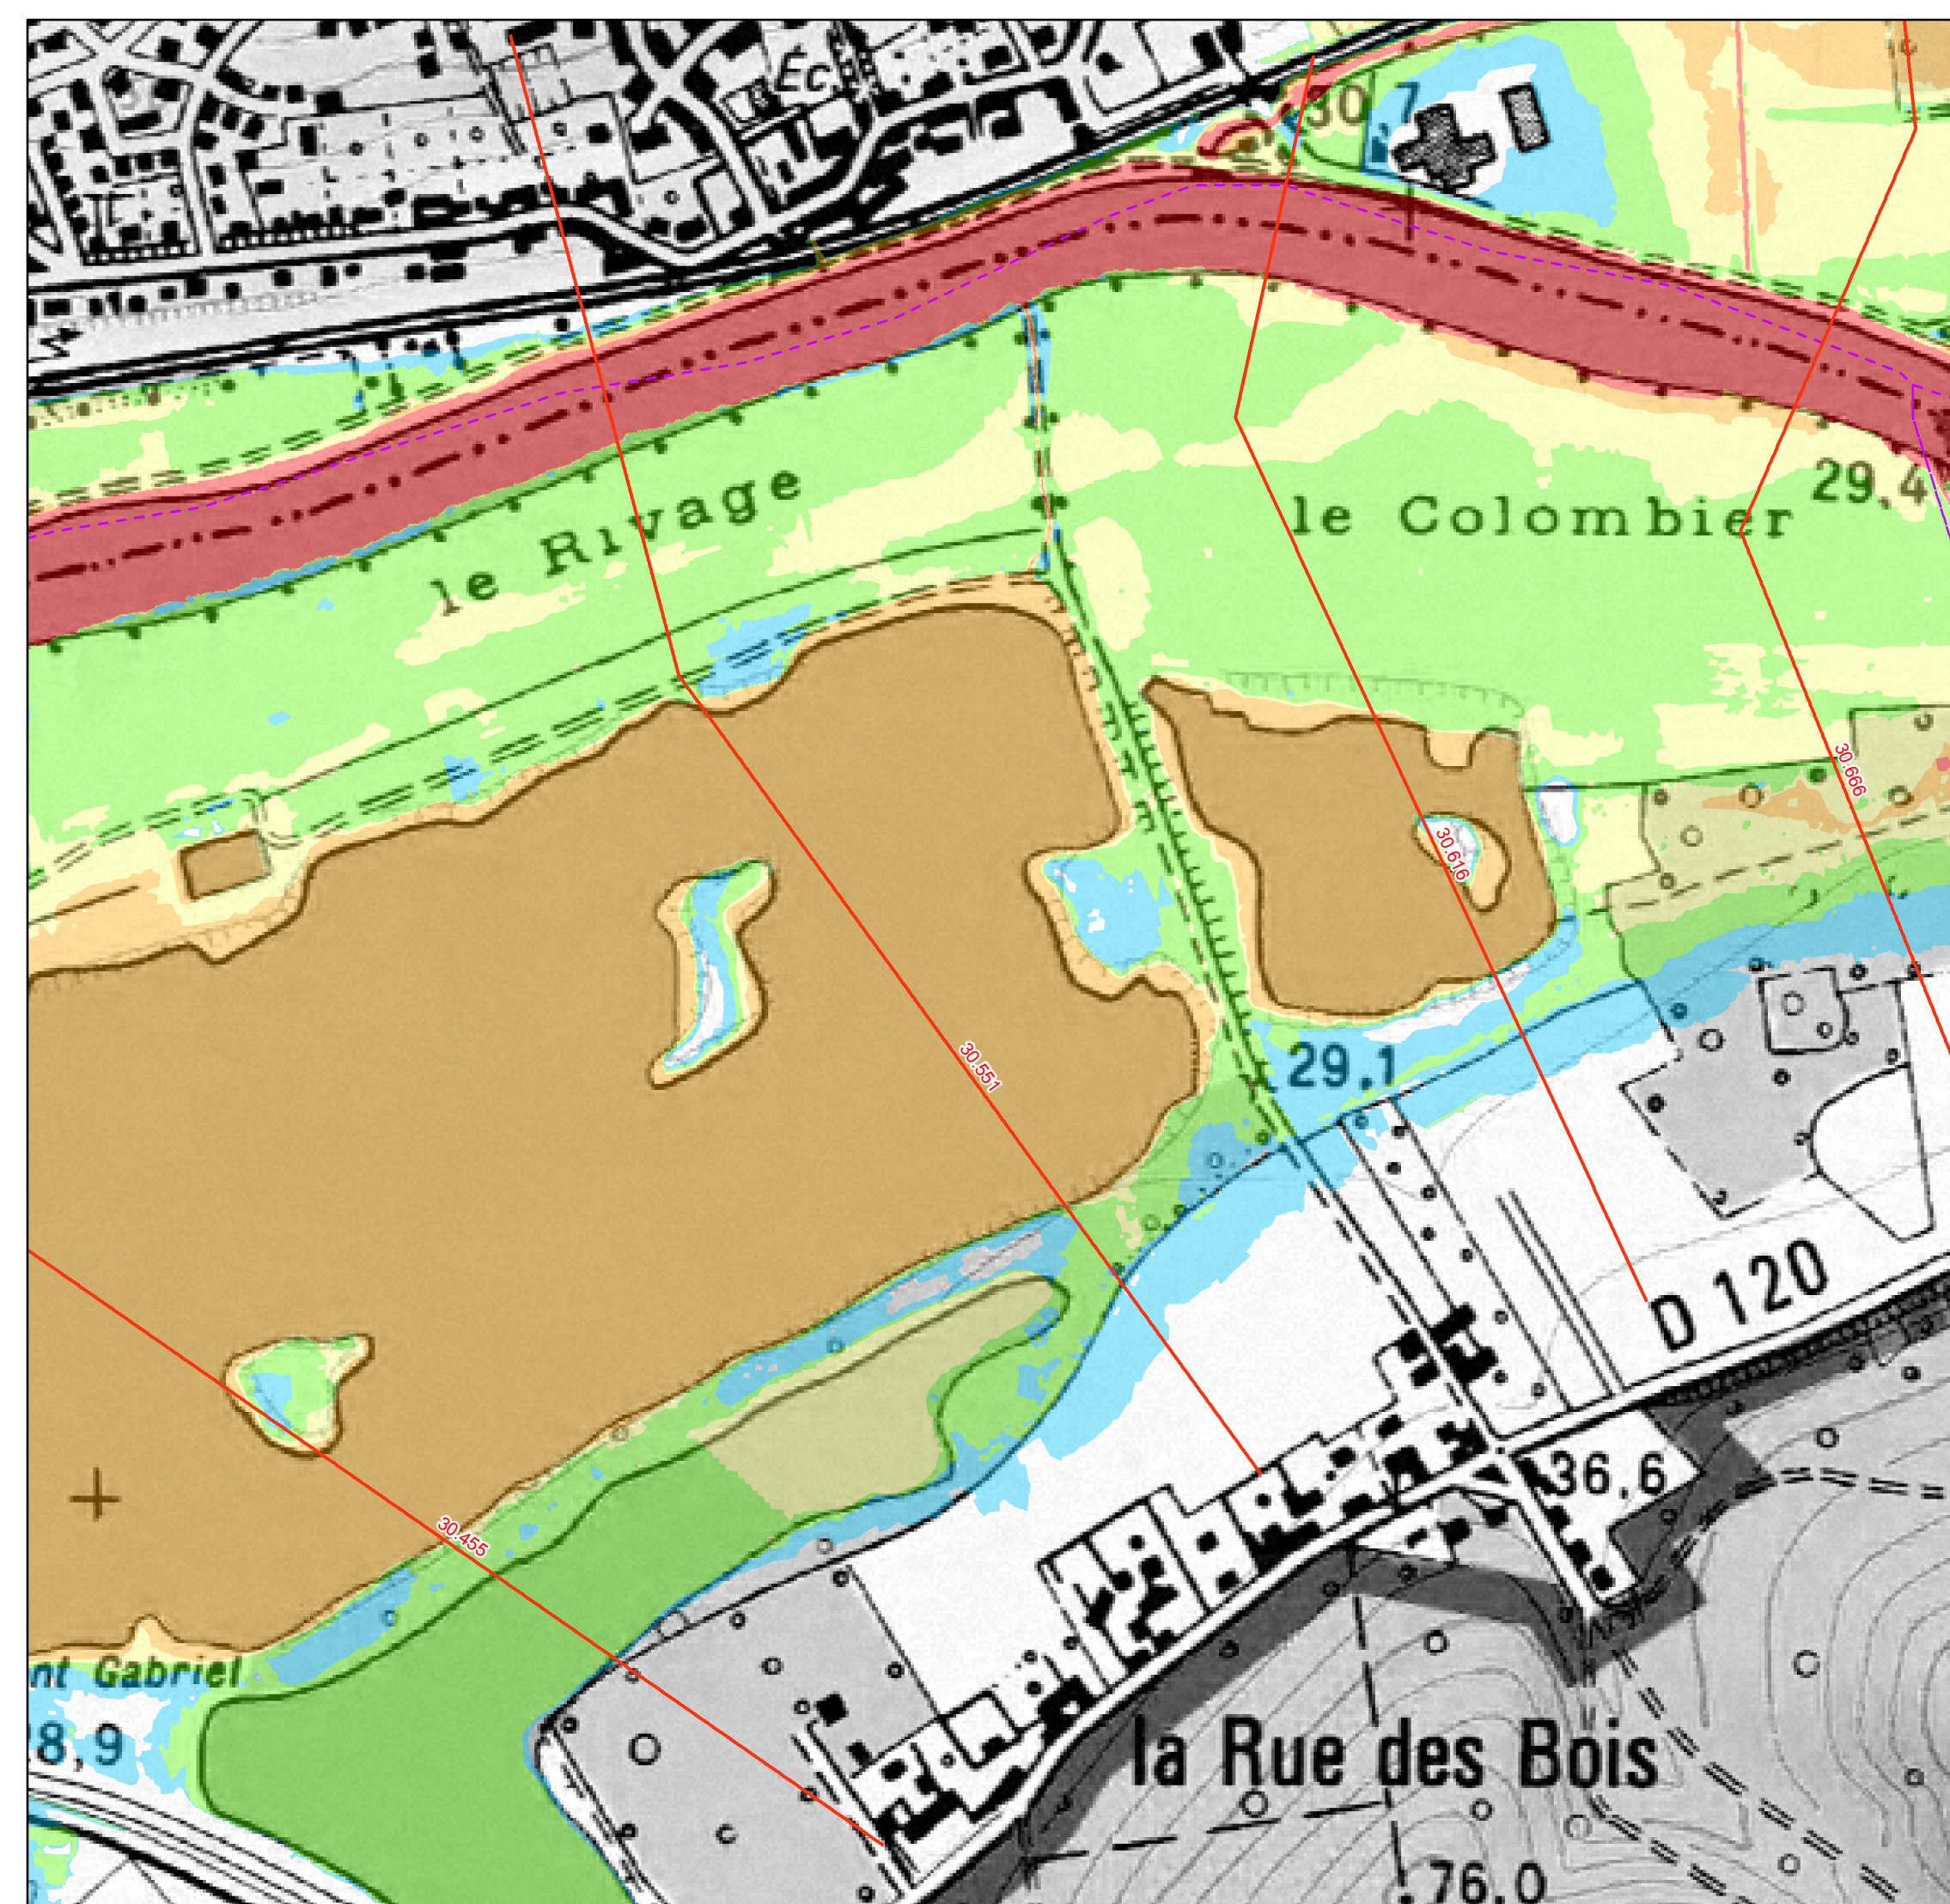 Éc.
30,7
le Rivage
le Colombier
29,4
30.666
30.616
29.1
30.551
D 120
36,6
30.455
nt Gabriel
8,9
la Rue des Bois
76.0